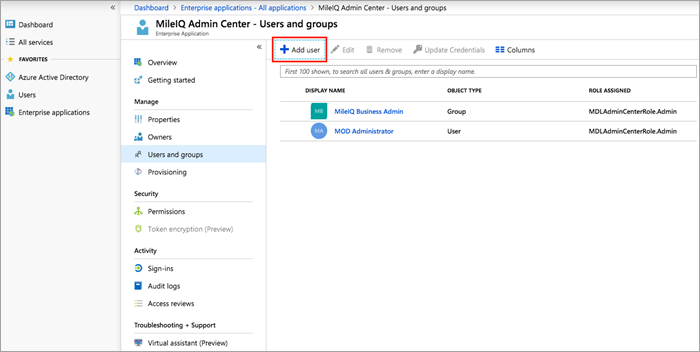 «
Dashboard
All services
FAVORITES
Azure Active Directory
Users
Enterprise applications
Dashboard > Enterprise applications - All applications > MileIQ Admin Center - Users and groups
MileIQ Admin Center - Users and groups
Enterprise Application
«
Overview
Getting started
Manage
Properties
Owners
Users and groups
Provisioning
Security
Permissions
Token encryption (Preview)
Activity
Sign-ins
Audit logs
Access reviews
Troubleshooting + Support
Virtual assistant (Preview)
+ Add user Edit Remove Update Credentials Columns
First 100 shown, to search all users & groups, enter a display name.
DISPLAY NAME OBJECT TYPE ROLE ASSIGNED
MB MileIQ Business Admin Group MDLAdminCenterRole.Admin
MA MOD Administrator User MDLAdminCenterRole.Admin